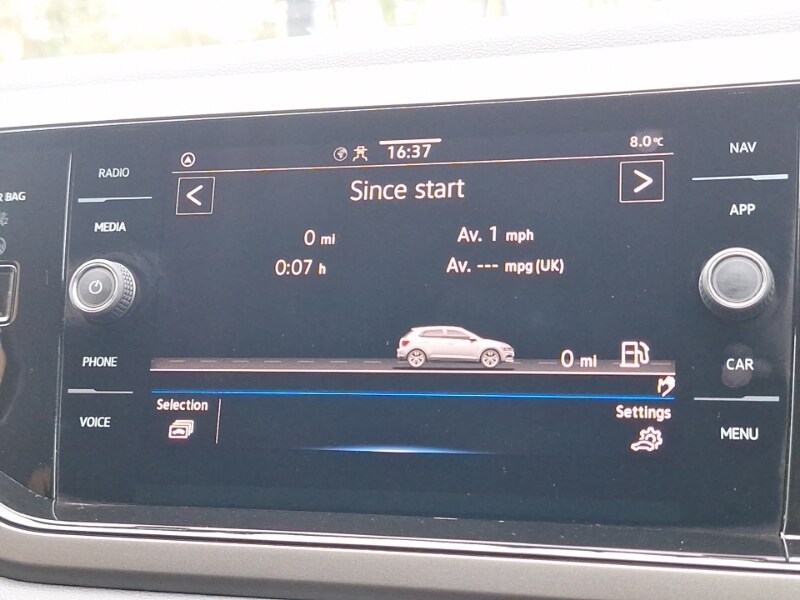 RADIO
MEDIA
PHONE
VOICE
R BAG
16:37
8.0°C
<
Since start
>
0 mi
Av. 1 mph
0:07 h
Av. --- mpg (UK)
0 mi
Selection
Settings
NAV
APP
CAR
MENU